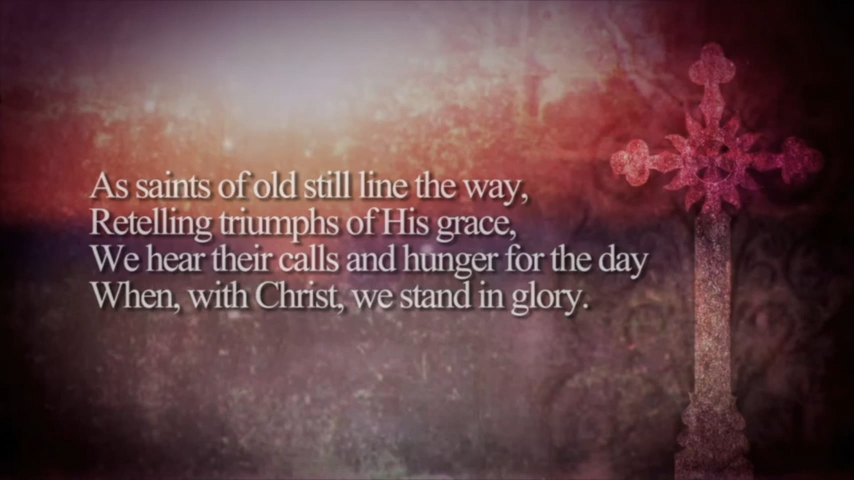 As saints of old still line the way,
Retelling triumphs of His grace,
We hear their calls and hunger for the day
When, with Christ, we stand in glory.